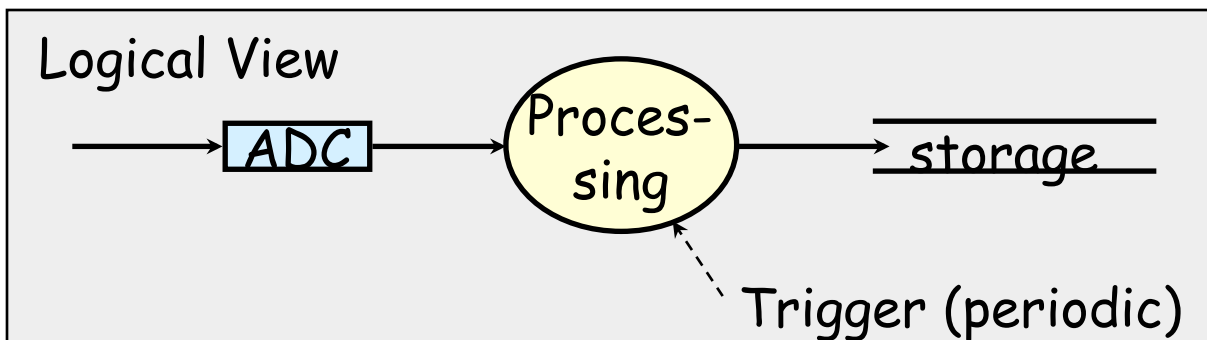 Logical View
ADC
Proces-
sing
storage
Trigger (periodic)